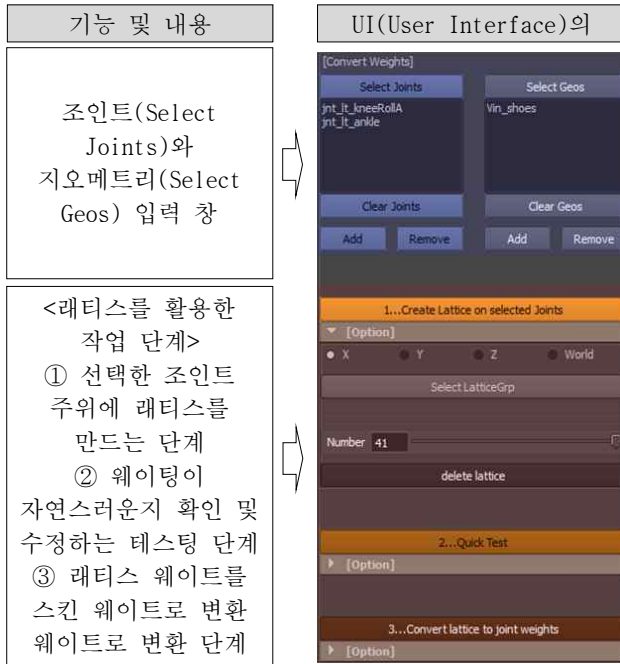 기능 및 내용
UI(User Interface)의
조인트(Select
Joints)와
지오메트리(Select
Geos) 입력 창
[Convert Weights]
Select Joints
Select Geos
jnt_lt_kneeRollA
jnt_lt_ankle
Vin_shoes
Clear Joints
Clear Geos
Add
Remove
Add
Remove
<래티스를 활용한
작업 단계>
① 선택한 조인트
주위에 래티스를
만드는 단계
② 웨이팅이
자연스러운지 확인 및
수정하는 테스팅 단계
③ 래티스 웨이트를
스킨 웨이트로 변환
웨이트로 변환 단계
1...Create Lattice on selected Joints
[Option]
X Y Z World
Select LatticeGrp
Number 41
delete lattice
2...Quick Test
[Option]
3...Convert lattice to joint weights
[Option]